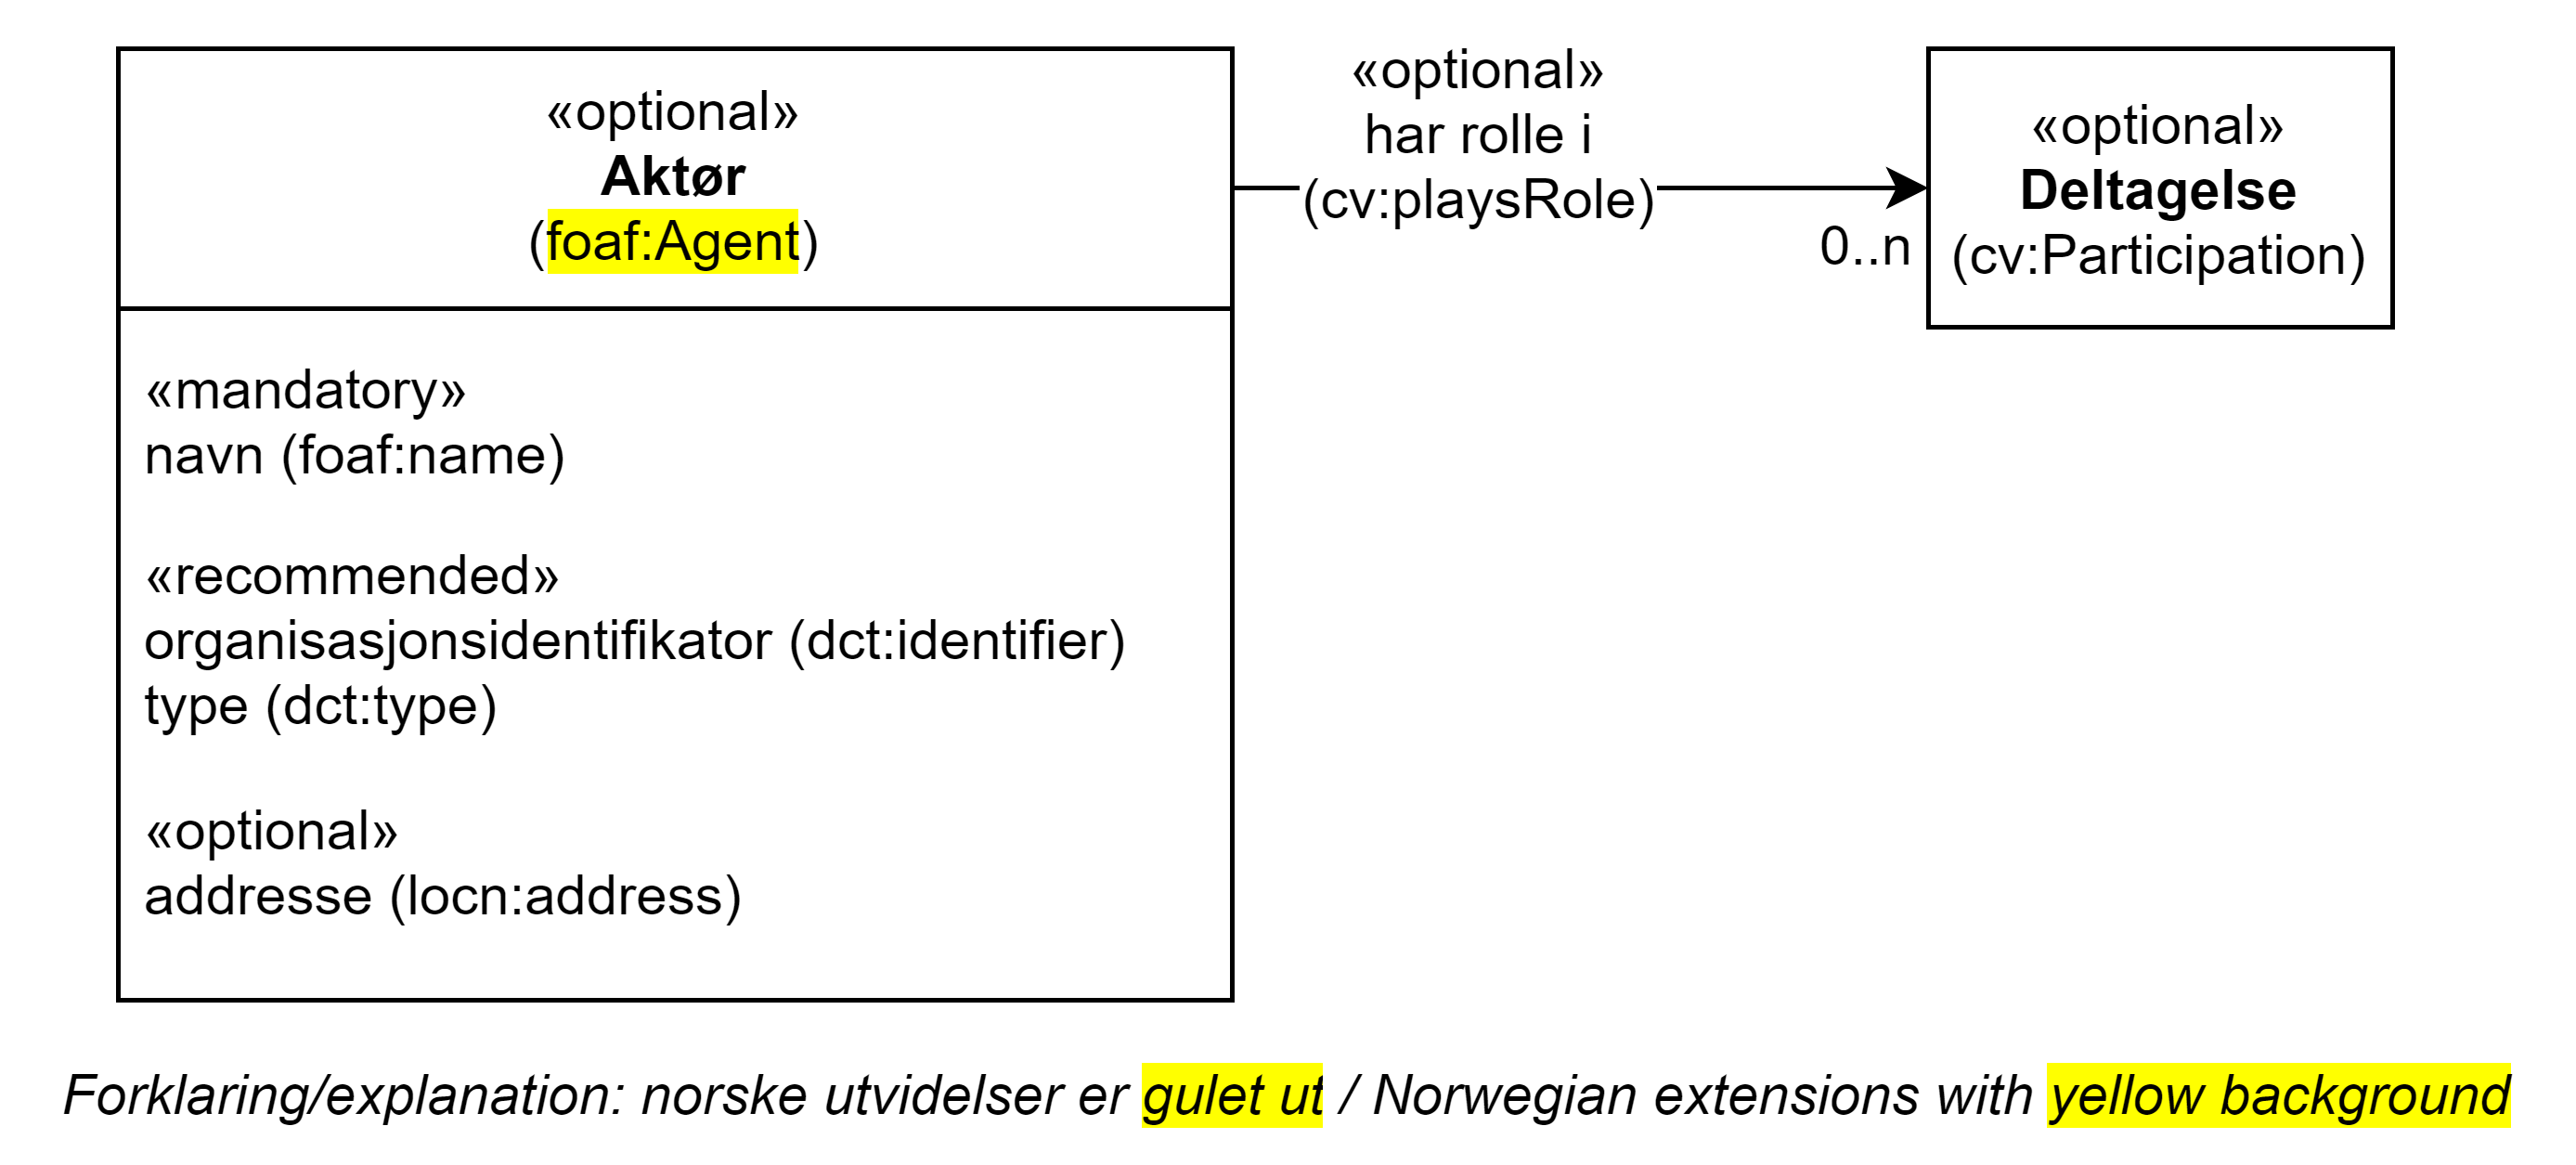 «optional»
Aktør
(foaf:Agent)
«mandatory»
navn (foaf:name)
«recommended»
organisasjonsidentifikator (dct:identifier)
type (dct:type)
«optional»
addresse (locn:address)
«optional»
har rolle i
(cv:playsRole)
0..n
«optional»
Deltagelse
(cv:Participation)
Forklaring/explanation: norske utvidelser er gulet ut / Norwegian extensions with yellow background